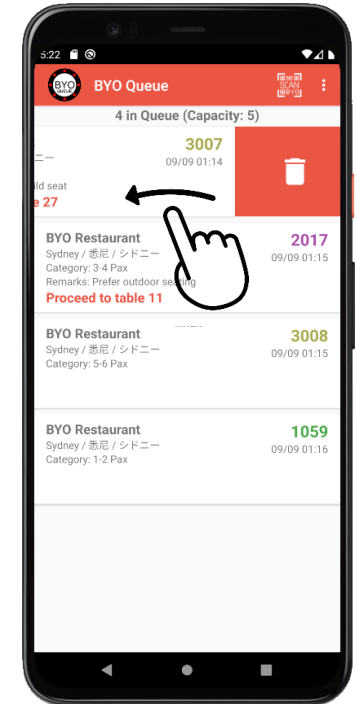 5:22
BYO
QUEUE
BYO Queue
SCAN
BYO
4 in Queue (Capacity: 5)
3007
ニー
09/09 01:14
ild seat
e 27
BYO Restaurant
2017
Sydney / 悉尼 / シドニー
09/09 01:15
Category: 3-4 Pax
Remarks: Prefer outdoor seating
Proceed to table 11
BYO Restaurant
3008
Sydney / 悉尼 / シドニー
09/09 01:15
Category: 5-6 Pax
BYO Restaurant
1059
Sydney / 悉尼 / シドニー
09/09 01:16
Category: 1-2 Pax